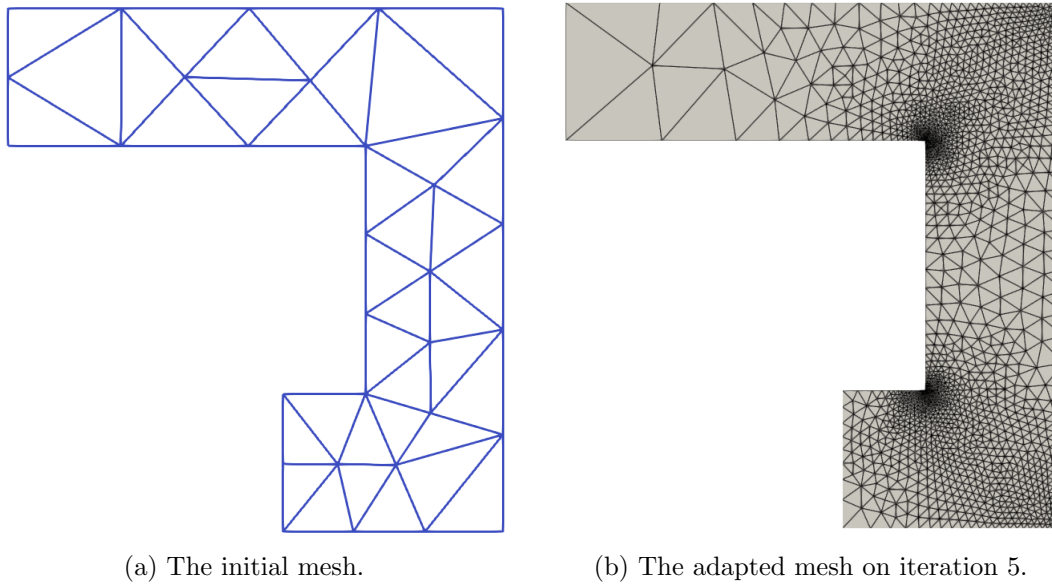 (a) The initial mesh.
(b) The adapted mesh on iteration 5.